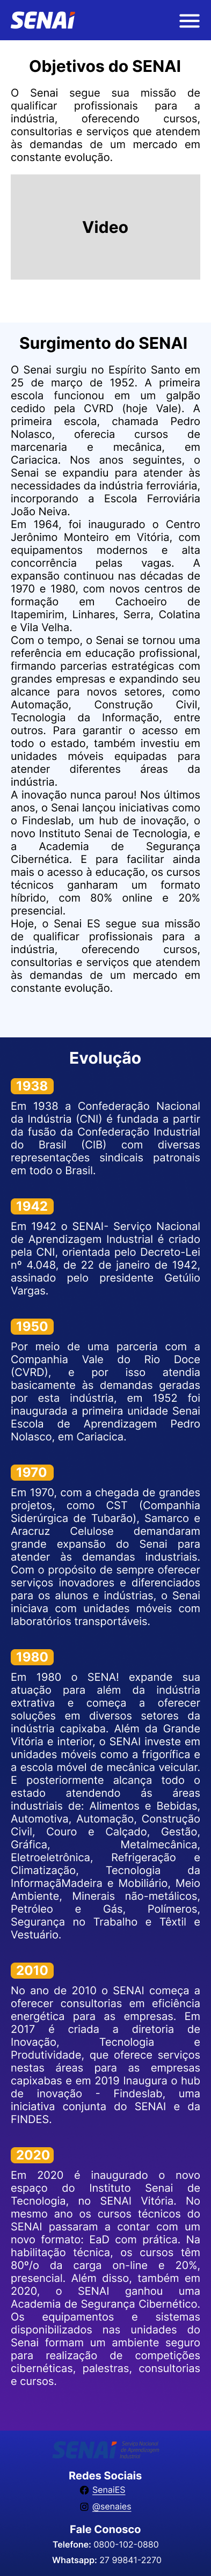 SENAI
Objetivos do SENAI
O Senai segue sua missão de
qualificar profissionais para a
indústria, oferecendo cursos,
consultorias e serviços que atendem
às demandas de um mercado em
constante evolução.
Video
Surgimento do SENAI
O Senai surgiu no Espírito Santo em
25 de março de 1952. A primeira
escola funcionou em um galpão
cedido pela CVRD (hoje Vale). A
primeira escola, chamada Pedro
Nolasco, oferecia cursos de
marcenaria e mecânica, em
Cariacica. Nos anos seguintes, o
Senai se expandiu para atender às
necessidades da indústria ferroviária,
incorporando a Escola Ferroviária
João Neiva.
Em 1964, foi inaugurado o Centro
Jerônimo Monteiro em Vitória, com
equipamentos modernos e alta
concorrência pelas vagas. A
expansão continuou nas décadas de
1970 e 1980, com novos centros de
formação em Cachoeiro de
Itapemirim, Linhares, Serra, Colatina
e Vila Velha.
Com o tempo, o Senai se tornou uma
referência em educação profissional,
firmando parcerias estratégicas com
grandes empresas e expandindo seu
alcance para novos setores, como
Automação, Construção Civil,
Tecnologia da Informação, entre
outros. Para garantir o acesso em
todo o estado, também investiu em
unidades móveis equipadas para
atender diferentes áreas da
indústria.
A inovação nunca parou! Nos últimos
anos, o Senai lançou iniciativas como
o Findeslab, um hub de inovação, o
novo Instituto Senai de Tecnologia, e
a Academia de Segurança
Cibernética. E para facilitar ainda
mais o acesso à educação, os cursos
técnicos ganharam um formato
híbrido, com 80% online e 20%
presencial.
Hoje, o Senai ES segue sua missão
de qualificar profissionais para a
indústria, oferecendo cursos,
consultorias e serviços que atendem
às demandas de um mercado em
constante evolução.
Evolução
1938
Em 1938 a Confederação Nacional
da Indústria (CNI) é fundada a partir
da fusão da Confederação Industrial
do Brasil (CIB) com diversas
representações sindicais patronais
em todo o Brasil.
1942
Em 1942 o SENAI- Serviço Nacional
de Aprendizagem Industrial é criado
pela CNI, orientada pelo Decreto-Lei
nº 4.048, de 22 de janeiro de 1942,
assinado pelo presidente Getúlio
Vargas.
1950
Por meio de uma parceria com a
Companhia Vale do Rio Doce
(CVRD), e por isso atendia
basicamente às demandas geradas
por esta indústria, em 1952 foi
inaugurada a primeira unidade Senai
Escola de Aprendizagem Pedro
Nolasco, em Cariacica.
1970
Em 1970, com a chegada de grandes
projetos, como CST (Companhia
Siderúrgica de Tubarão), Samarco e
Aracruz Celulose demandaram
grande expansão do Senai para
atender às demandas industriais.
Com o propósito de sempre oferecer
serviços inovadores e diferenciados
para os alunos e indústrias, o Senai
iniciava com unidades móveis com
laboratórios transportáveis.
1980
Em 1980 o SENA! expande sua
atuação para além da indústria
extrativa e começa a oferecer
soluções em diversos setores da
indústria capixaba. Além da Grande
Vitória e interior, o SENAI investe em
unidades móveis como a frigorífica e
a escola móvel de mecânica veicular.
E posteriormente alcança todo o
estado atendendo às áreas
industriais de: Alimentos e Bebidas,
Automotiva, Automação, Construção
Civil, Couro e Calçado, Gestão,
Gráfica, Metalmecânica,
Eletroeletrônica, Refrigeração e
Climatização, Tecnologia da
InformaçãMadeira e Mobiliário, Meio
Ambiente, Minerais não-metálicos,
Petróleo e Gás, Polímeros,
Segurança no Trabalho e Têxtil e
Vestuário.
2010
No ano de 2010 o SENAI começa a
oferecer consultorias em eficiência
energética para as empresas. Em
2017 é criada a diretoria de
Inovação, Tecnologia e
Produtividade, que oferece serviços
nestas áreas para as empresas
capixabas e em 2019 Inaugura o hub
de inovação - Findeslab, uma
iniciativa conjunta do SENAI e da
FINDES.
2020
Em 2020 é inaugurado o novo
espaço do Instituto Senai de
Tecnologia, no SENAI Vitória. No
mesmo ano os cursos técnicos do
SENAI passaram a contar com um
novo formato: EaD com prática. Na
habilitação técnica, os cursos têm
80º/o da carga on-line e 20%,
presencial. Além disso, também em
2020, o SENAI ganhou uma
Academia de Segurança Cibernético.
Os equipamentos e sistemas
disponibilizados nas unidades do
Senai formam um ambiente seguro
para realização de competições
cibernéticas, palestras, consultorias
e cursos.
SENAI
Redes Sociais
SenaiES
@senaies
Fale Conosco
Telefone: 0800-102-0880
Whatsapp: 27 99841-2270